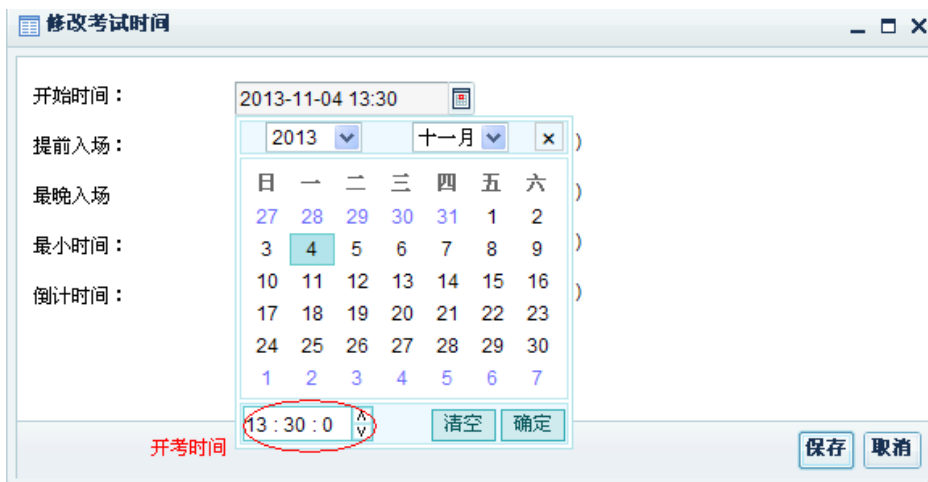 修改考试时间
开始时间： 2013-11-04 13:30
2013 十一月 ×
提前入场： )
日 一 二 三 四 五 六
最晚入场 )
27 28 29 30 31 1 2
最小时间： 3 4 5 6 7 8 9 )
10 11 12 13 14 15 16
倒计时间： )
17 18 19 20 21 22 23
24 25 26 27 28 29 30
1 2 3 4 5 6 7
13 : 30 : 0 清空 确定
开考时间 保存 取消